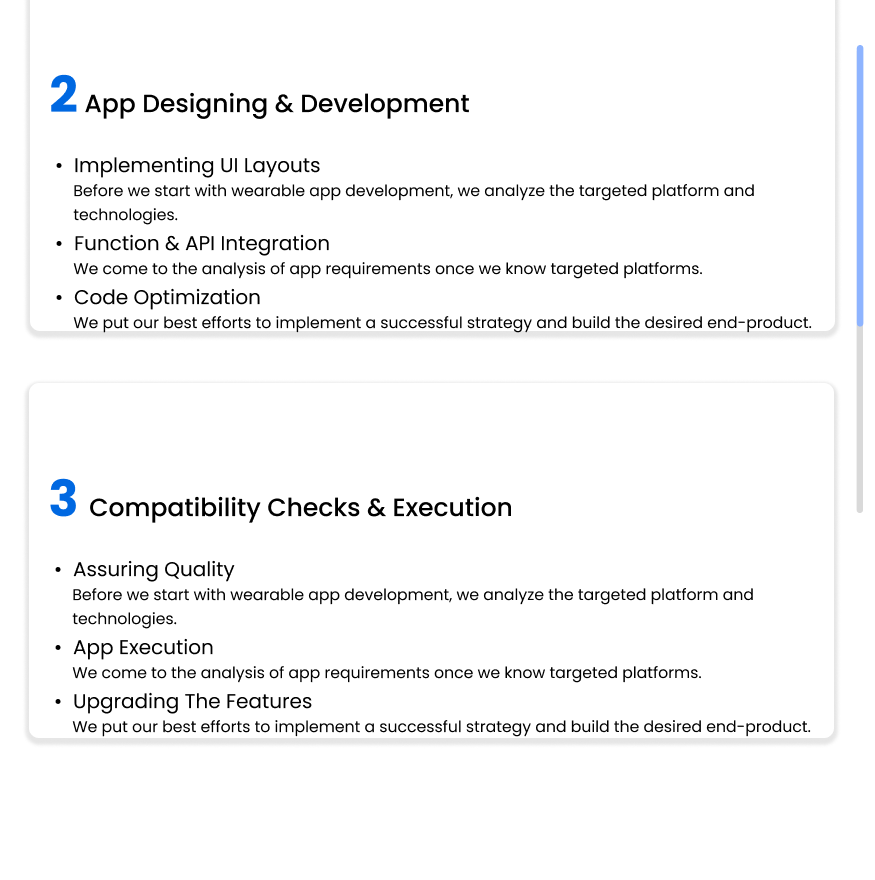 2 App Designing & Development
• Implementing UI Layouts
Before we start with wearable app development, we analyze the targeted platform and
technologies.
• Function & API Integration
We come to the analysis of app requirements once we know targeted platforms.
• Code Optimization
We put our best efforts to implement a successful strategy and build the desired end-product.
3 Compatibility Checks & Execution
• Assuring Quality
Before we start with wearable app development, we analyze the targeted platform and
technologies.
• App Execution
We come to the analysis of app requirements once we know targeted platforms.
• Upgrading The Features
We put our best efforts to implement a successful strategy and build the desired end-product.